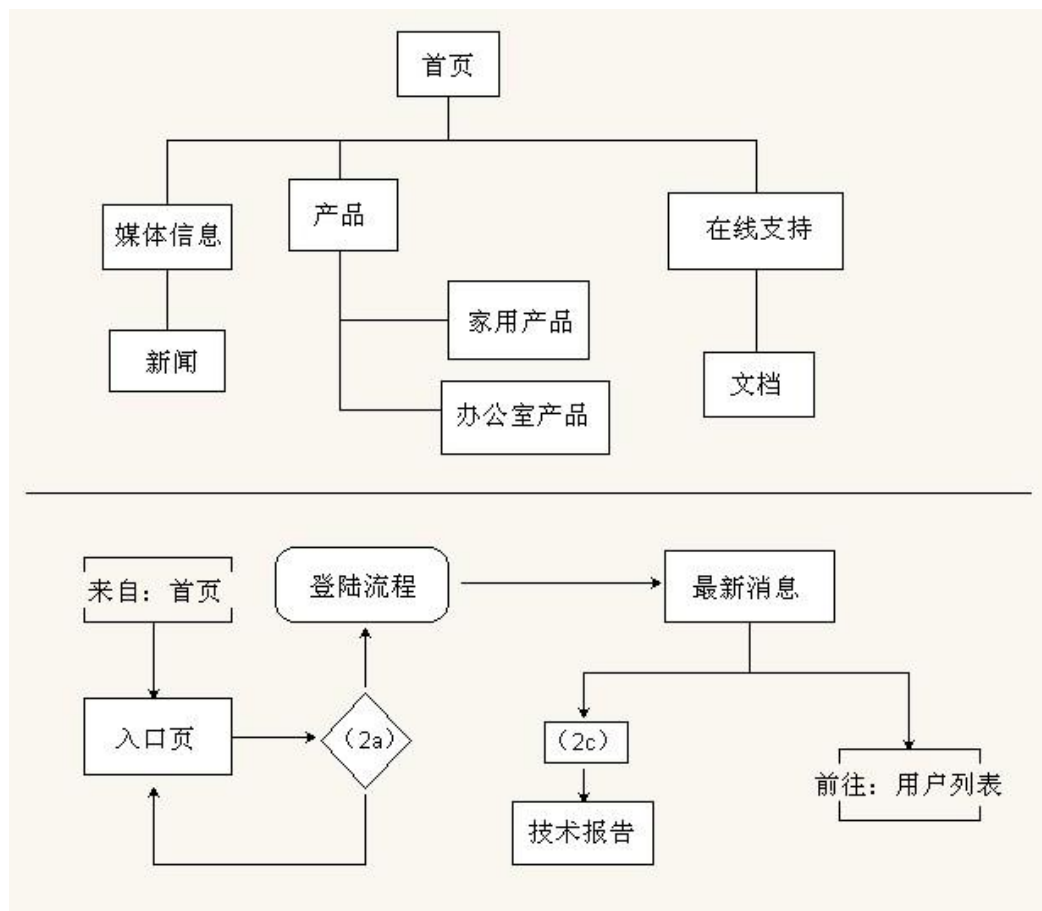 首页
媒体信息
产品
在线支持
新闻
家用产品
办公室产品
文档
来自：首页
登陆流程
最新消息
入口页
（2a）
（2c）
前往：用户列表
技术报告